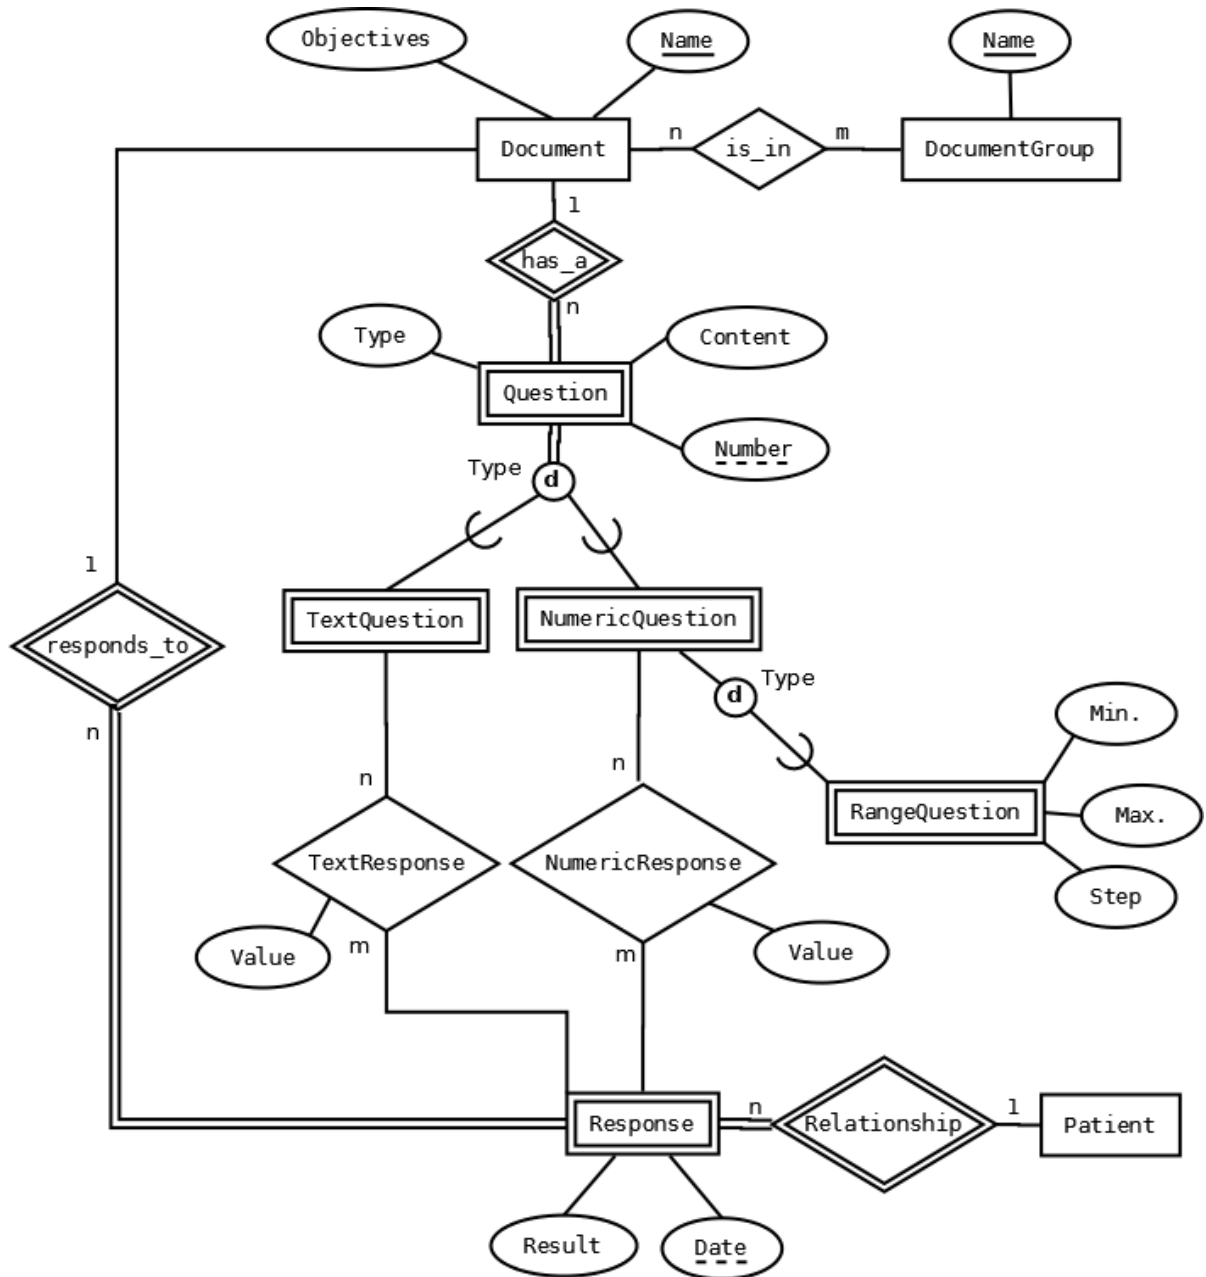 Objectives
Name
Name
Document
n
is_in
m
DocumentGroup
1
has_a
n
Type
Content
Question
Number
Type
d
1
TextQuestion
NumericQuestion
responds_to
Type
d
Min.
n
n
n
RangeQuestion
Max.
TextResponse
NumericResponse
Step
m
m
Value
Value
n
1
Response
Relationship
Patient
Result
Date